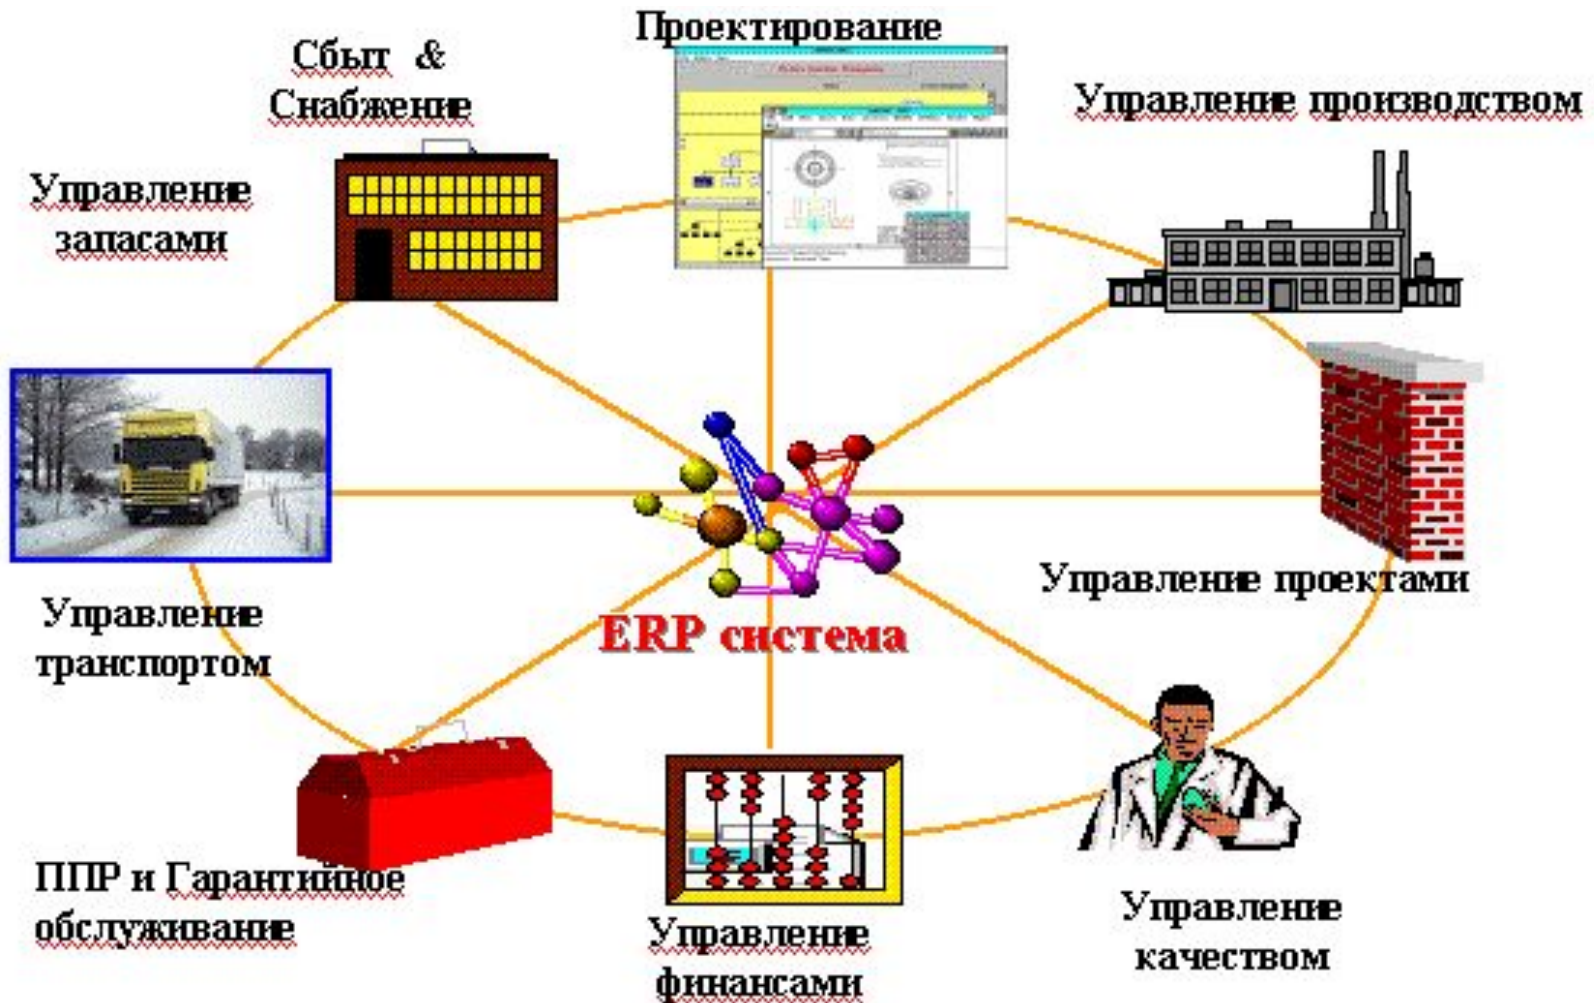 Проектирование
Сбыт &
Снабжение
Управление производством
Управление
запасами
Управление
транспортом
ERP система
Управление проектами
ППР и Гарантийное
обслуживание
Управление
финансами
Управление
качеством